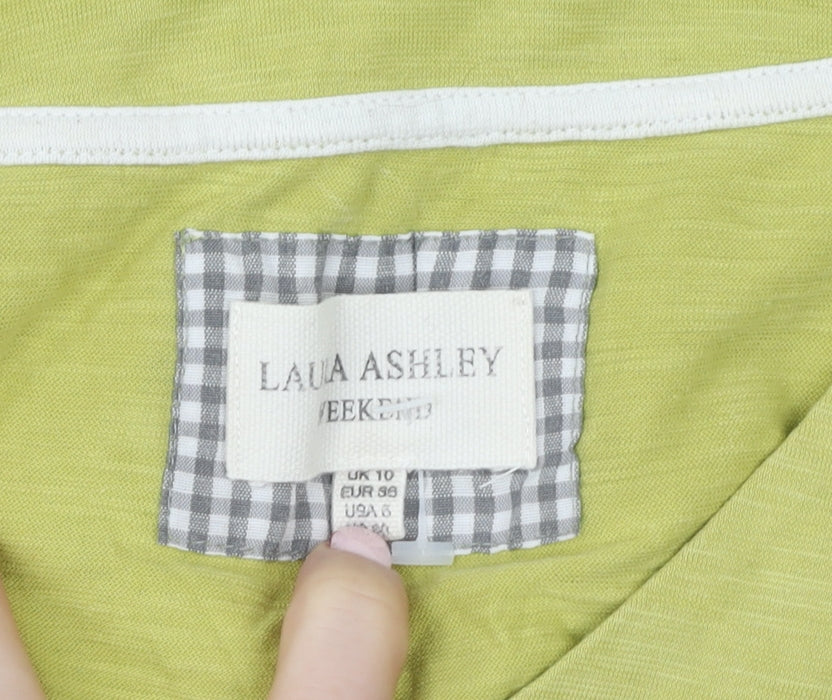 LAURA ASHLEY
WEEKEND
UK 10
EUR 36
USA 6